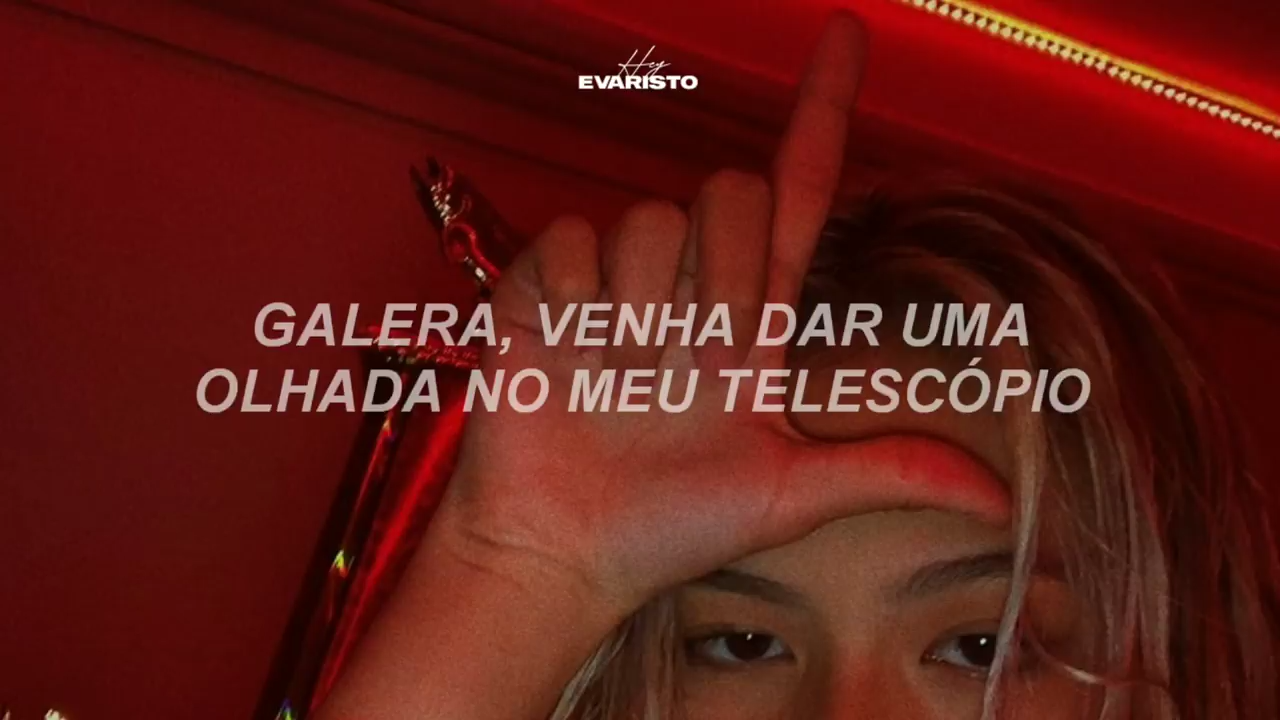 Hey
EVARISTO
GALERA, VENHA DAR UMA
OLHADA NO MEU TELESCÓPIO